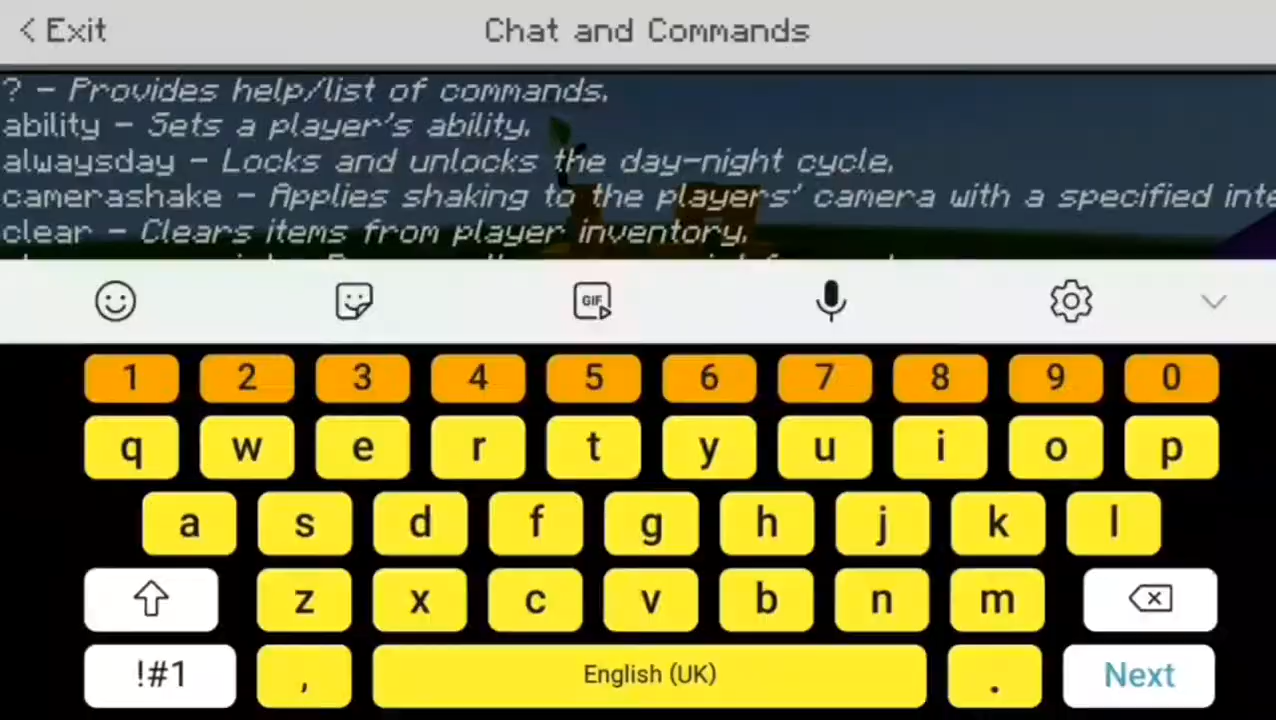 < Exit
Chat and Commands
? - Provides help/list of commands.
ability - Sets a player's ability.
alwaysday - Locks and unlocks the day-night cycle.
camerashake - Applies shaking to the players' camera with a specified inte
clear - Clears items from player inventory.
GIF
1 2 3 4 5 6 7 8 9 0
q w e r t y u i o p
a s d f g h j k l
z x c v b n m
!#1 , English (UK) . Next